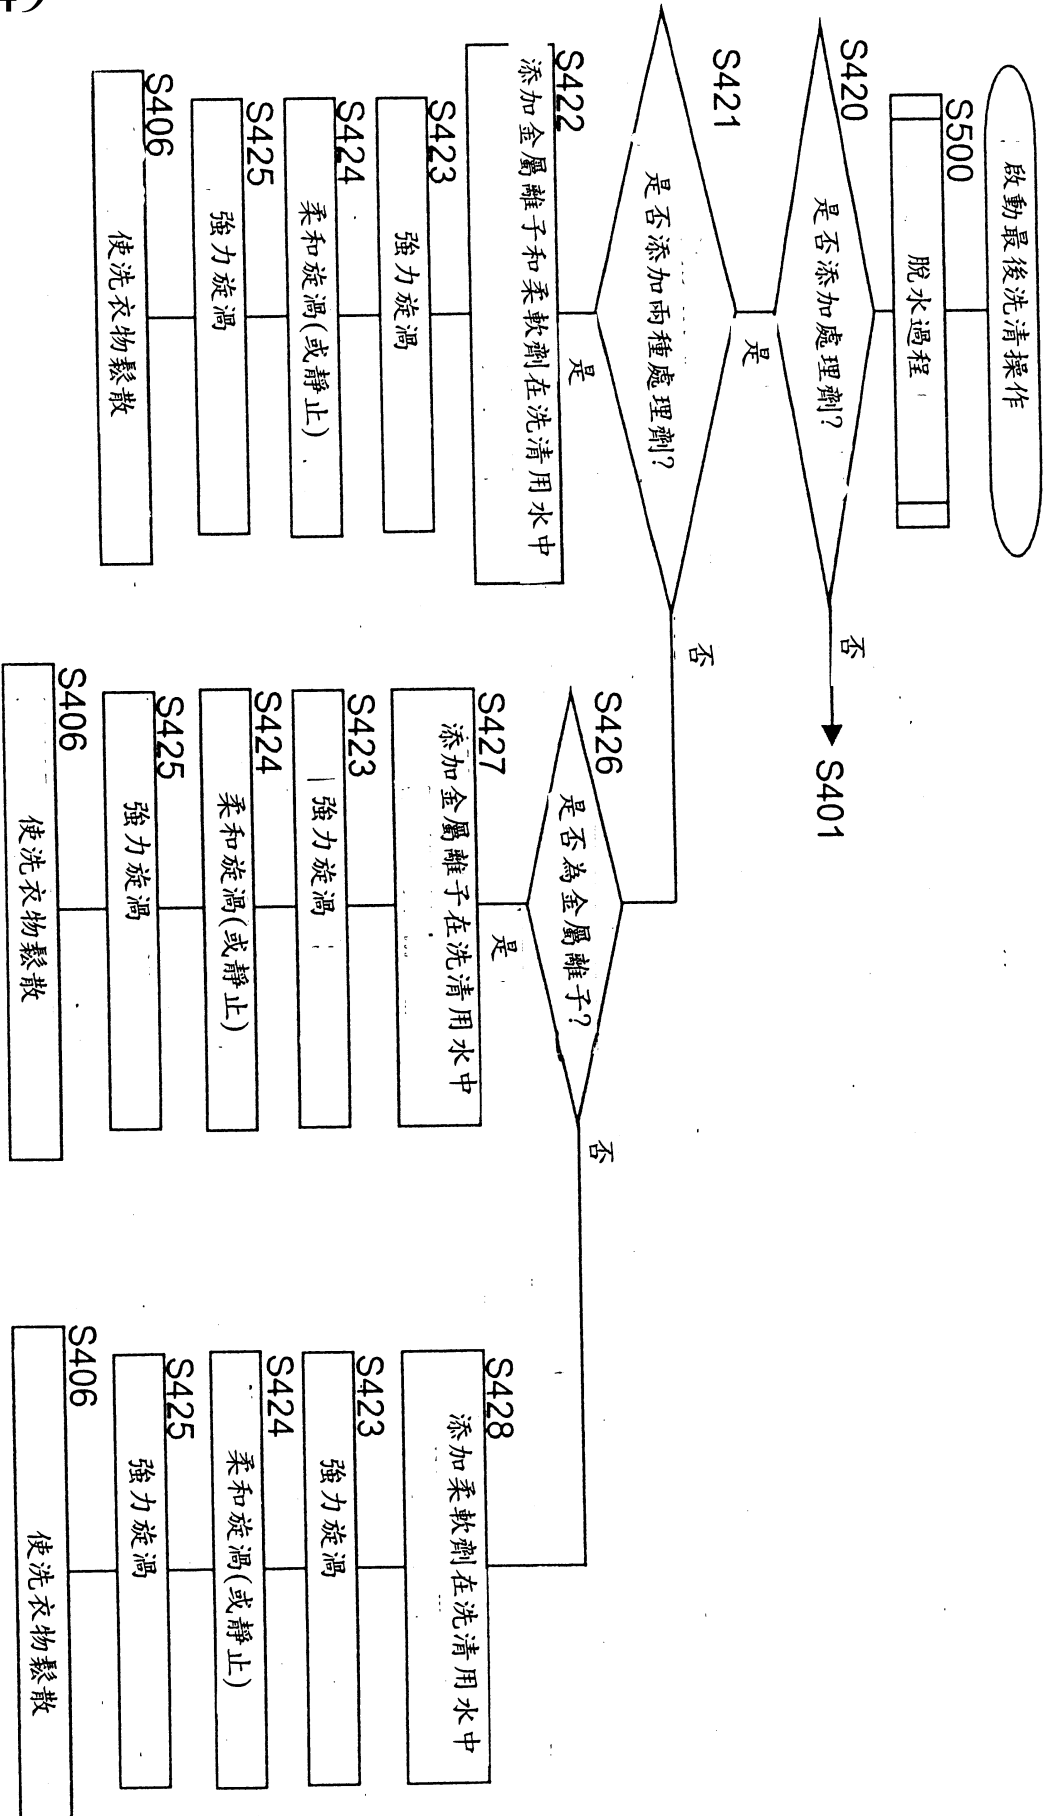 啟動最後洗清操作
S500
脫水過程
S420
是否添加處理劑?
否
S401
是
S421
是否添加兩種處理劑?
否
是
S422
添加金屬離子和柔軟劑在洗清用水中
S423
強力旋渦
S424
柔和旋渦(或靜止)
S425
強力旋渦
S406
使洗衣物鬆散
S426
是否為金屬離子?
否
是
S427
添加金屬離子在洗清用水中
S423
強力旋渦
S424
柔和旋渦(或靜止)
S425
強力旋渦
S406
使洗衣物鬆散
S428
添加柔軟劑在洗清用水中
S423
強力旋渦
S424
柔和旋渦(或靜止)
S425
強力旋渦
S406
使洗衣物鬆散